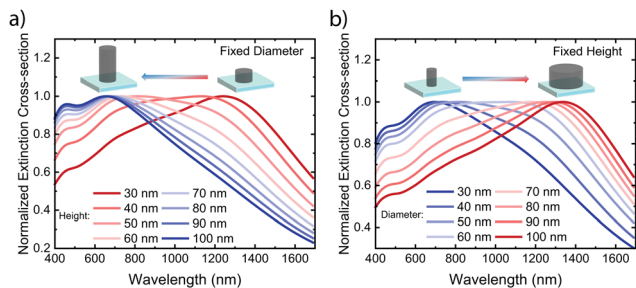 a)
Normalized Extinction Cross-section
1.2
1.0
0.8
0.6
0.4
0.2
Fixed Diameter
Height:
30 nm
70 nm
40 nm
80 nm
50 nm
90 nm
60 nm
100 nm
400 600 800 1000 1200 1400 1600
Wavelength (nm)
b)
Normalized Extinction Cross-section
1.2
1.0
0.8
0.6
0.4
Fixed Height
Diameter:
30 nm
70 nm
40 nm
80 nm
50 nm
90 nm
60 nm
100 nm
400 600 800 1000 1200 1400 1600
Wavelength (nm)